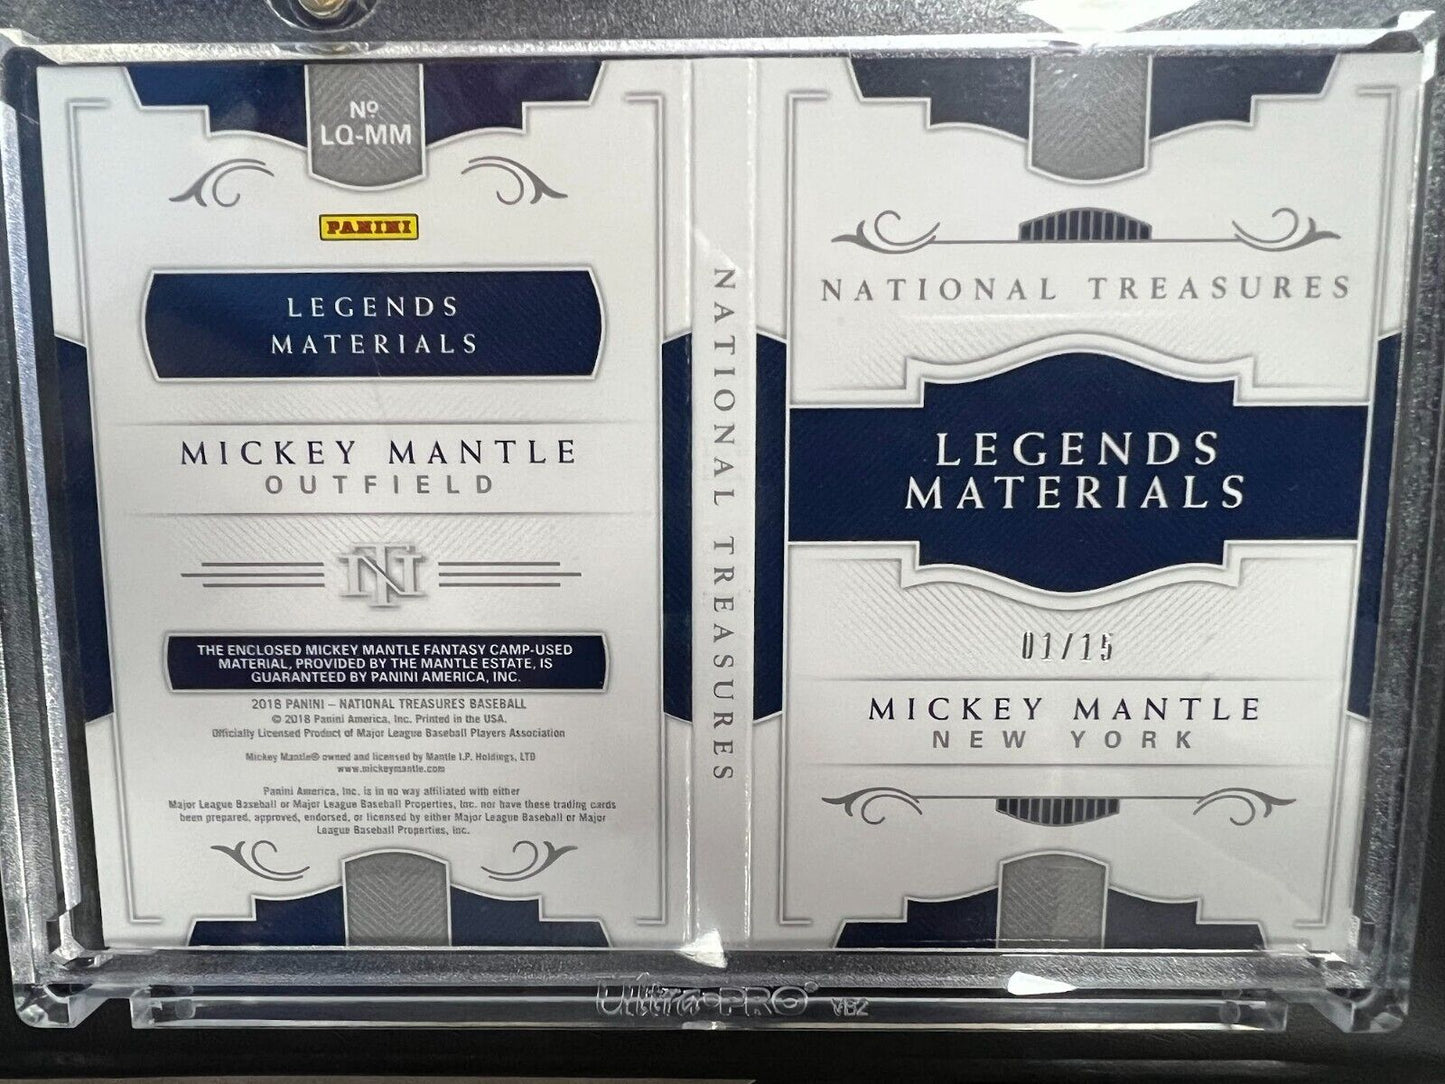 Nº
LQ-MM
PANINI
LEGENDS
MATERIALS
MICKEY MANTLE
OUTFIELD
NT
THE ENCLOSED MICKEY MANTLE FANTASY CAMP-USED
MATERIAL, PROVIDED BY THE MANTLE ESTATE, IS
GUARANTEED BY PANINI AMERICA, INC.
2018 PANINI – NATIONAL TREASURES BASEBALL
© 2018 Panini America, Inc. Printed in the USA.
Officially Licensed Product of Major League Baseball Players Association
Mickey Mantle® owned and licensed by Mantle I.P. Holdings, LTD
www.mickeymantle.com
Panini America, Inc. is in no way affiliated with either
Major League Baseball or Major League Baseball Properties, Inc. nor have these trading cards
been prepared, approved, endorsed, or licensed by either Major League Baseball or Major
League Baseball Properties, Inc.
NATIONAL TREASURES
NATIONAL TREASURES
LEGENDS
MATERIALS
01/15
MICKEY MANTLE
NEW YORK
Ultra•PRO® VB2